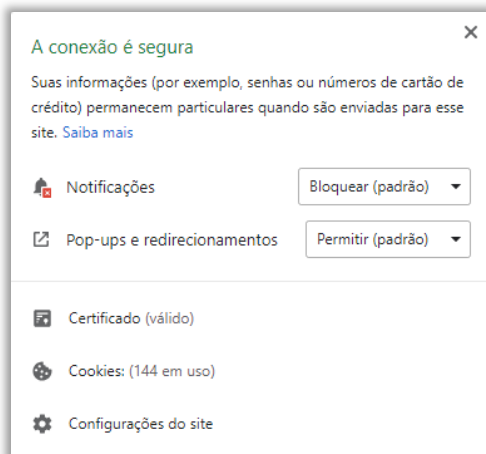 A conexão é segura
Suas informações (por exemplo, senhas ou números de cartão de
crédito) permanecem particulares quando são enviadas para esse
site. Saiba mais
Notificações Bloquear (padrão)
Pop-ups e redirecionamentos Permitir (padrão)
Certificado (válido)
Cookies: (144 em uso)
Configurações do site